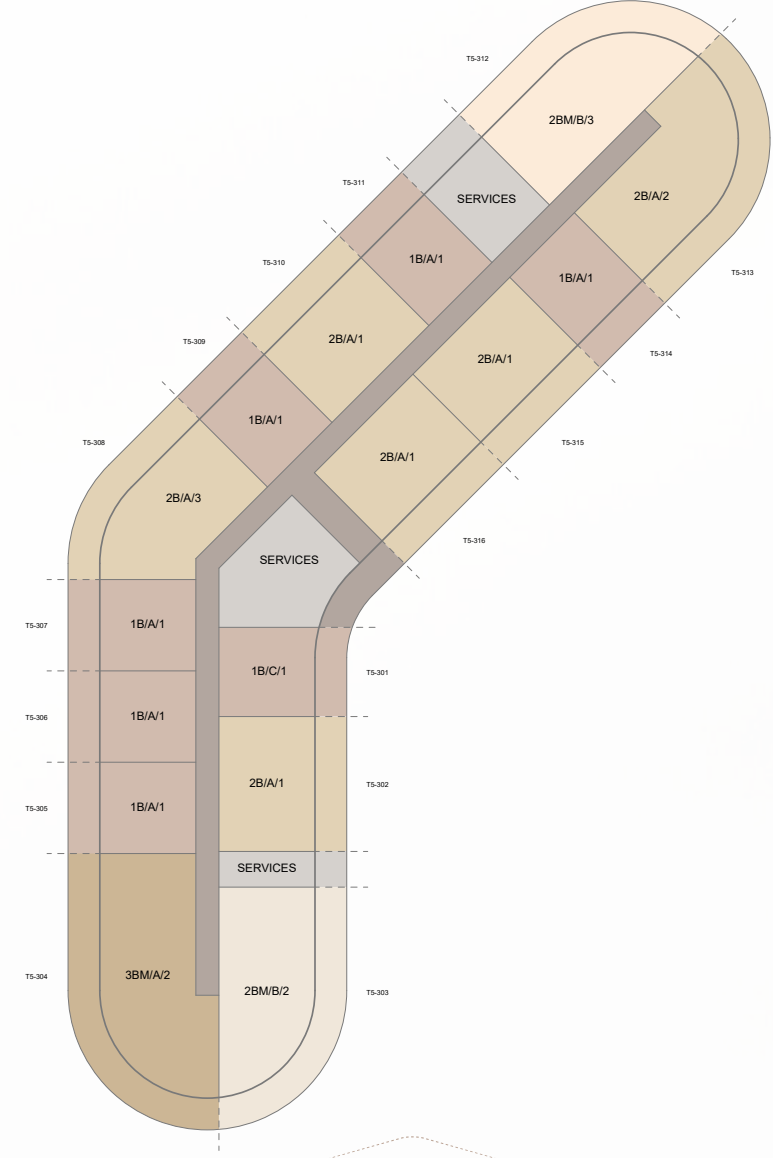 T5-312
2BM/B/3
SERVICES
2B/A/2
T5-311
1B/A/1
T5-310
1B/A/1
T5-313
2B/A/1
T5-309
2B/A/1
T5-314
1B/A/1
T5-308
2B/A/1
T5-315
2B/A/3
T5-316
SERVICES
T5-307
1B/A/1
1B/C/1
T5-301
T5-306
1B/A/1
2B/A/1
T5-302
T5-305
1B/A/1
SERVICES
T5-304
3BM/A/2
2BM/B/2
T5-303